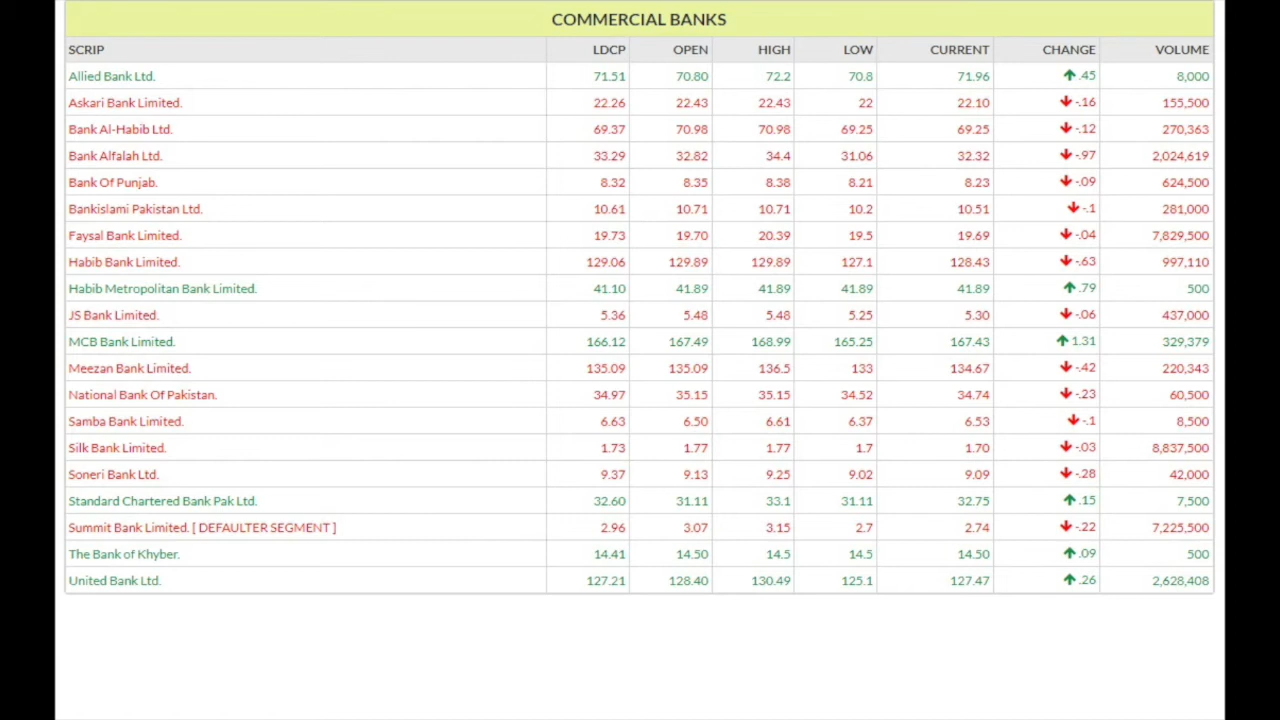 COMMERCIAL BANKS
SCRIP LDCP OPEN HIGH LOW CURRENT CHANGE VOLUME
Allied Bank Ltd. 71.51 70.80 72.2 70.8 71.96 .45 8,000
Askari Bank Limited. 22.26 22.43 22.43 22 22.10 -.16 155,500
Bank Al-Habib Ltd. 69.37 70.98 70.98 69.25 69.25 -.12 270,363
Bank Alfalah Ltd. 33.29 32.82 34.4 31.06 32.32 -.97 2,024,619
Bank Of Punjab. 8.32 8.35 8.38 8.21 8.23 -.09 624,500
Bankislami Pakistan Ltd. 10.61 10.71 10.71 10.2 10.51 -.1 281,000
Faysal Bank Limited. 19.73 19.70 20.39 19.5 19.69 -.04 7,829,500
Habib Bank Limited. 129.06 129.89 129.89 127.1 128.43 -.63 997,110
Habib Metropolitan Bank Limited. 41.10 41.89 41.89 41.89 41.89 .79 500
JS Bank Limited. 5.36 5.48 5.48 5.25 5.30 -.06 437,000
MCB Bank Limited. 166.12 167.49 168.99 165.25 167.43 1.31 329,379
Meezan Bank Limited. 135.09 135.09 136.5 133 134.67 -.42 220,343
National Bank Of Pakistan. 34.97 35.15 35.15 34.52 34.74 -.23 60,500
Samba Bank Limited. 6.63 6.50 6.61 6.37 6.53 -.1 8,500
Silk Bank Limited. 1.73 1.77 1.77 1.7 1.70 -.03 8,837,500
Soneri Bank Ltd. 9.37 9.13 9.25 9.02 9.09 -.28 42,000
Standard Chartered Bank Pak Ltd. 32.60 31.11 33.1 31.11 32.75 .15 7,500
Summit Bank Limited. [ DEFAULTER SEGMENT ] 2.96 3.07 3.15 2.7 2.74 -.22 7,225,500
The Bank of Khyber. 14.41 14.50 14.5 14.5 14.50 .09 500
United Bank Ltd. 127.21 128.40 130.49 125.1 127.47 .26 2,628,408